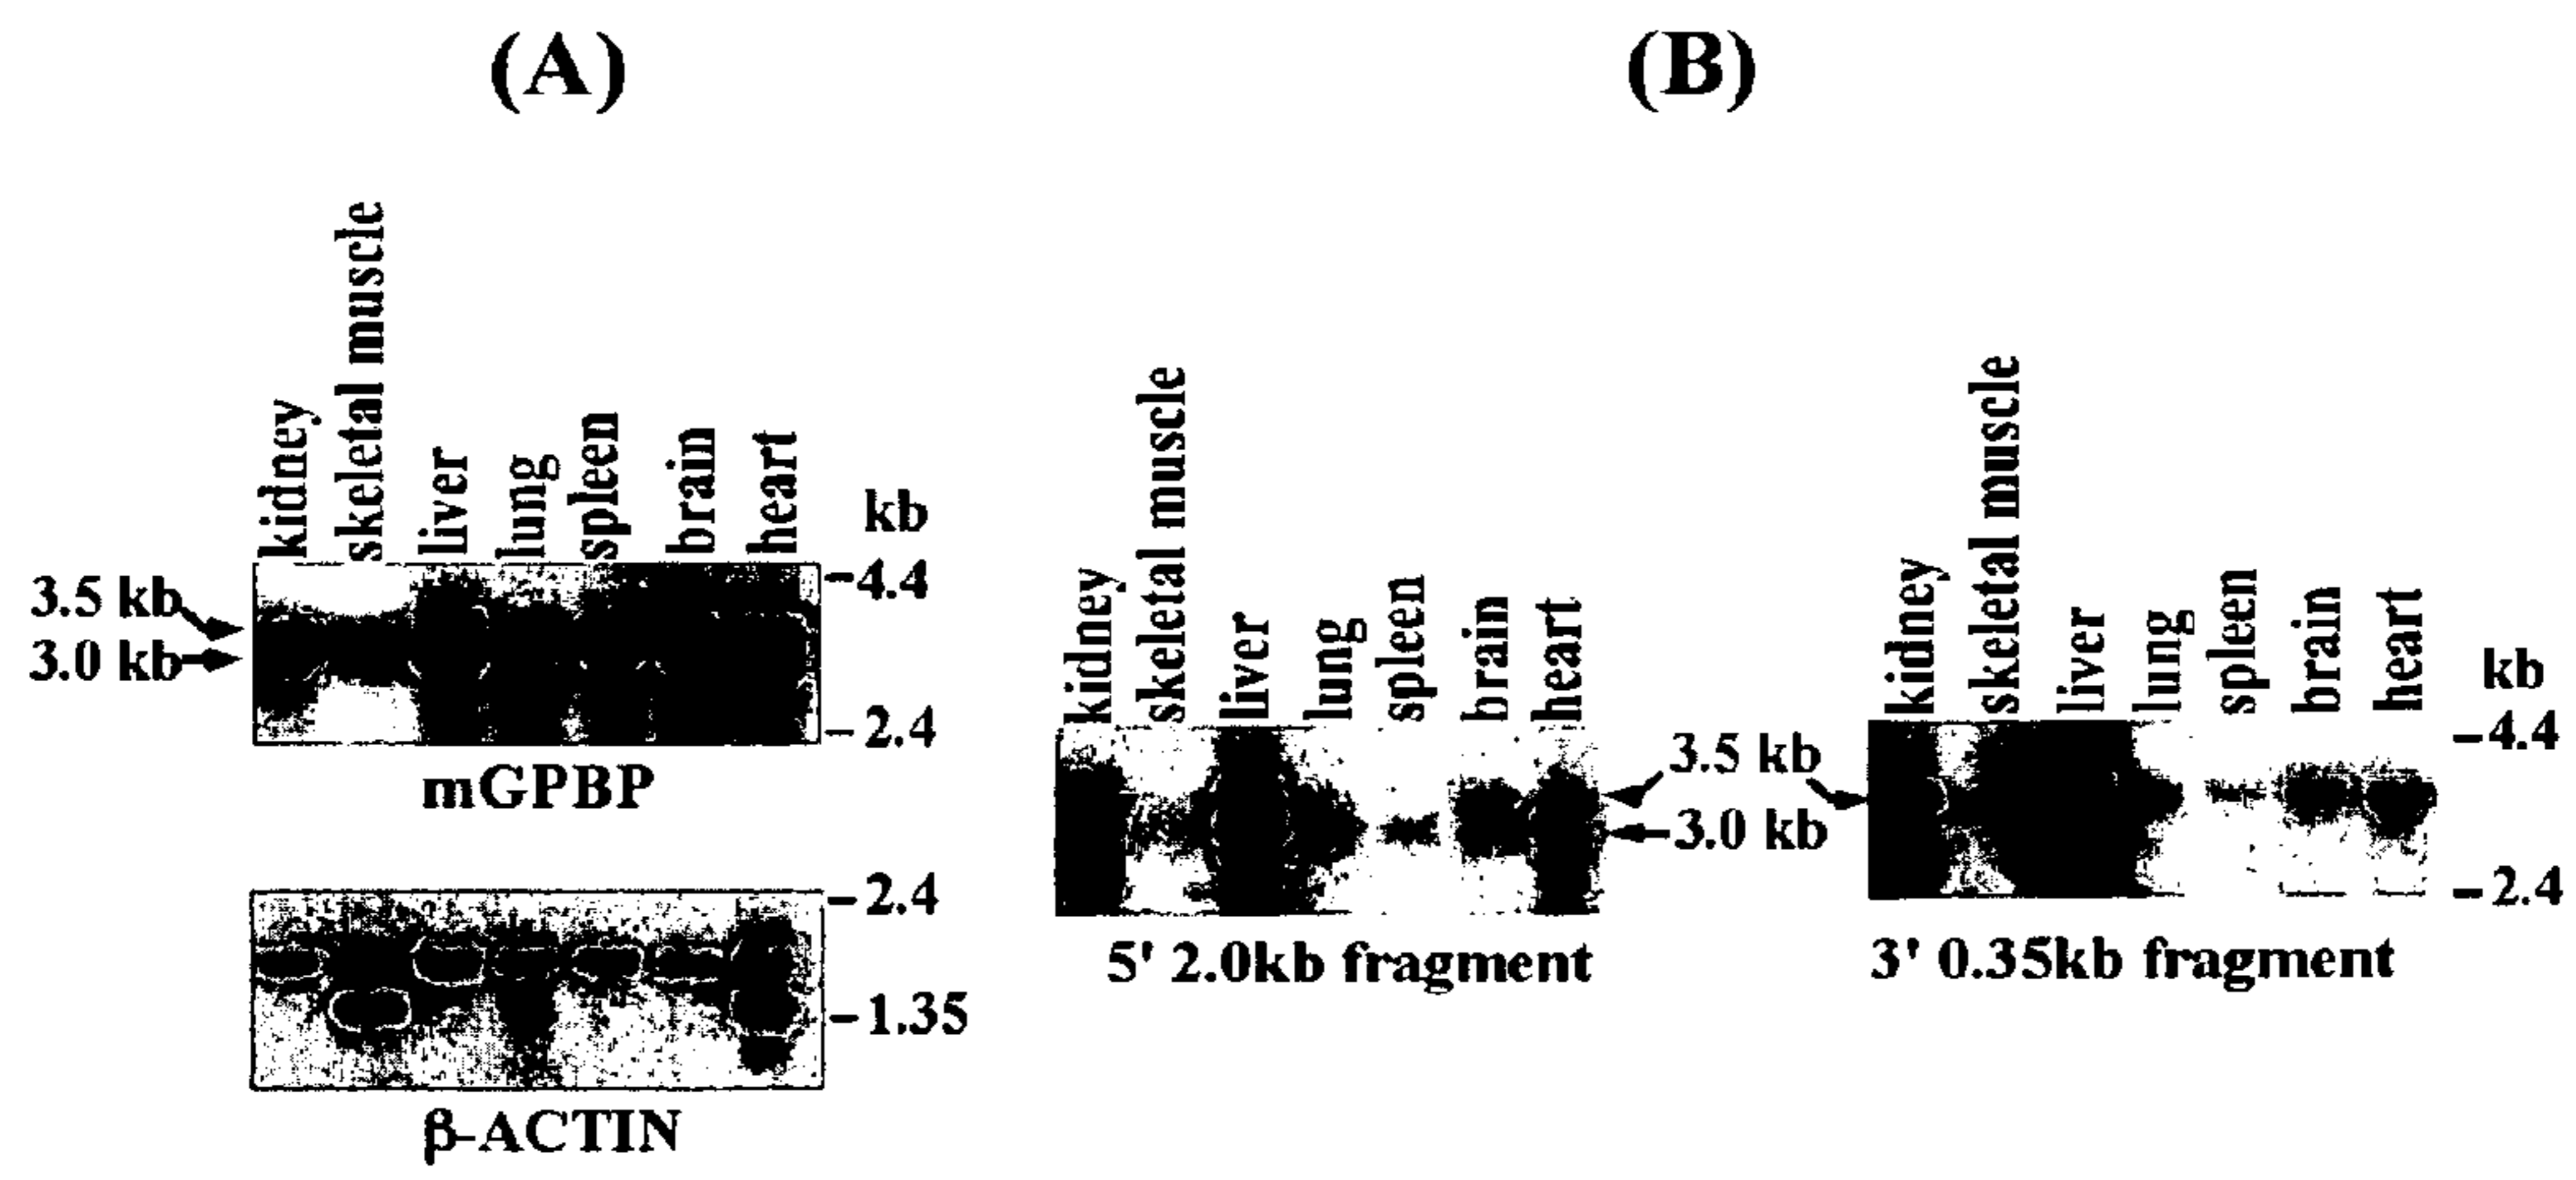 (A)
kidney
skeletal muscle
liver
lung
spleen
brain
heart
kb
3.5 kb
3.0 kb
-4.4
-2.4
mGPBP
-2.4
-1.35
β-ACTIN
(B)
kidney
skeletal muscle
liver
lung
spleen
brain
heart
3.5 kb
3.0 kb
5' 2.0kb fragment
kidney
skeletal muscle
liver
lung
spleen
brain
heart
kb
-4.4
-2.4
3' 0.35kb fragment